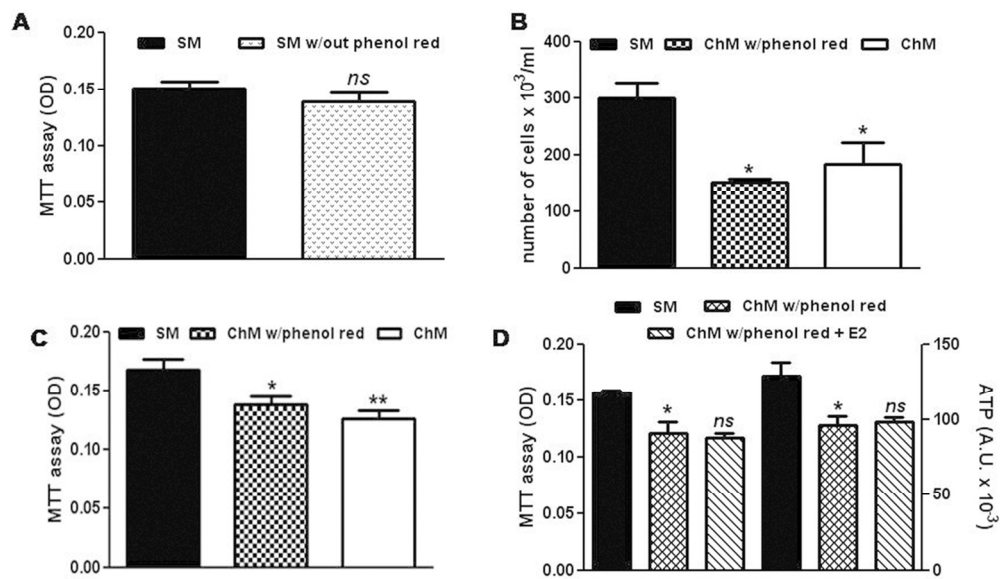 A
SM SM w/out phenol red
0.20
0.15
0.10
0.05
0.00
MTT assay (OD)
ns
B
SM ChM w/phenol red ChM
400
300
200
100
0
number of cells x 10³/ml
*
*
C
SM ChM w/phenol red ChM
0.20
0.15
0.10
0.05
0.00
MTT assay (OD)
*
**
D
SM ChM w/phenol red
ChM w/phenol red + E2
0.20
0.15
0.10
0.05
0.00
MTT assay (OD)
*
ns
*
ns
150
100
50
0
ATP (A.U. x 10⁻³)